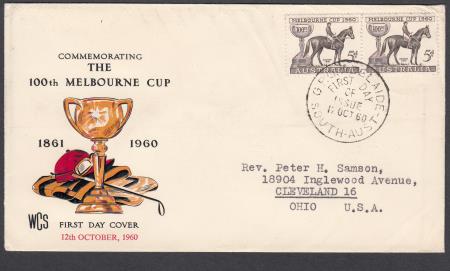 COMMEMORATING
THE
100th MELBOURNE CUP
1861 1960
WCS FIRST DAY COVER
12th OCTOBER, 1960
MELBOURNE CUP 1960
100TH
5d
AUSTRALIA
MELBOURNE CUP 1960
100TH
5d
AUSTRALIA
FIRST DAY
OF
ISSUE
OCT 60
SOUTH-AUST
Rev. Peter H. Samson,
18904 Inglewood Avenue,
CLEVELAND 16
OHIO U.S.A.